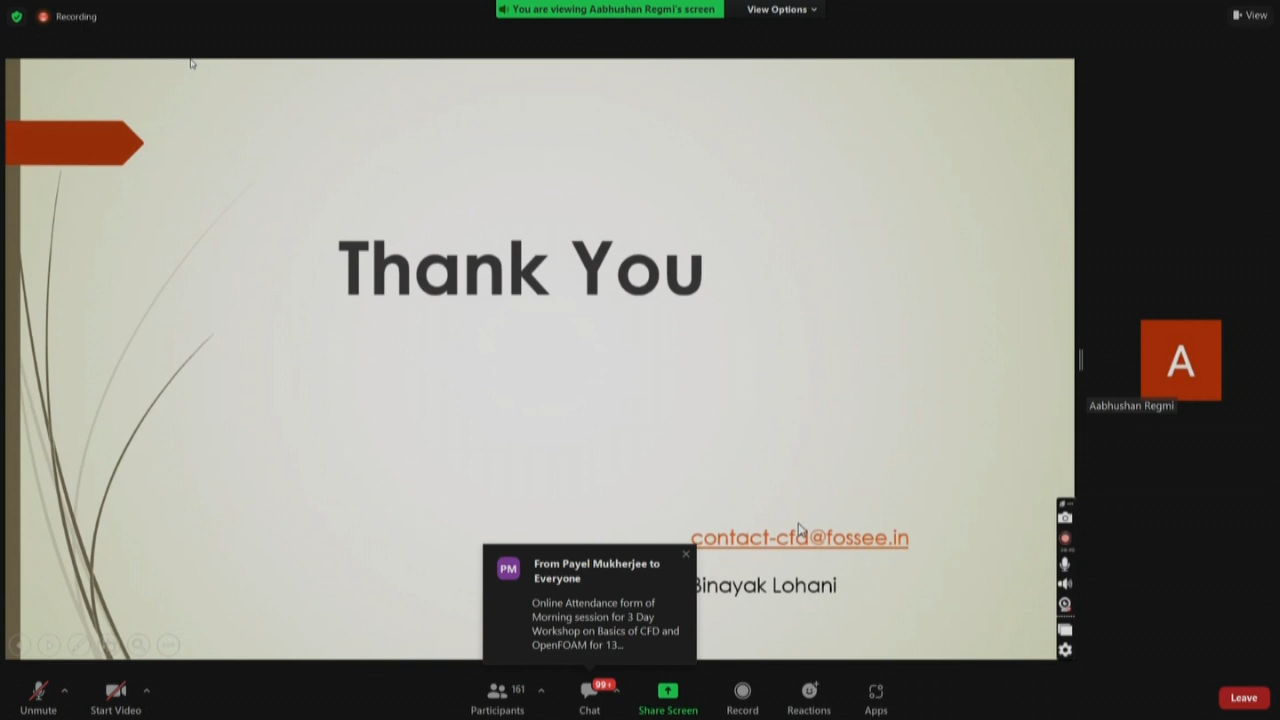 Recording
You are viewing Aabhushan Regmi's screen
View Options
View
Thank You
A
Aabhushan Regmi
contact-cfd@fossee.in
Binayak Lohani
PM
From Payel Mukherjee to
Everyone
Online Attendance form of
Morning session for 3 Day
Workshop on Basics of CFD and
OpenFOAM for 13...
Unmute
Start Video
161
Participants
99+
Chat
Share Screen
Record
Reactions
Apps
Leave